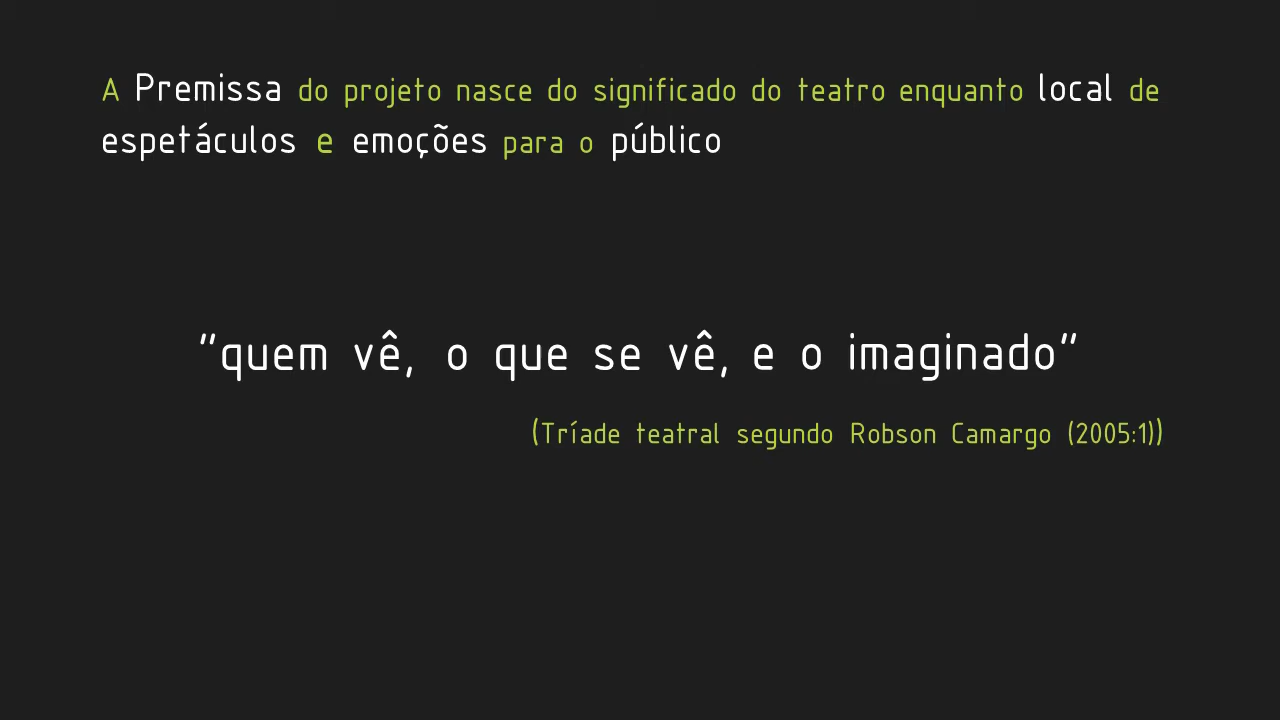 A Premissa do projeto nasce do significado do teatro enquanto local de
espetáculos e emoções para o público
"quem vê, o que se vê, e o imaginado"
(Tríade teatral segundo Robson Camargo (2005:1))